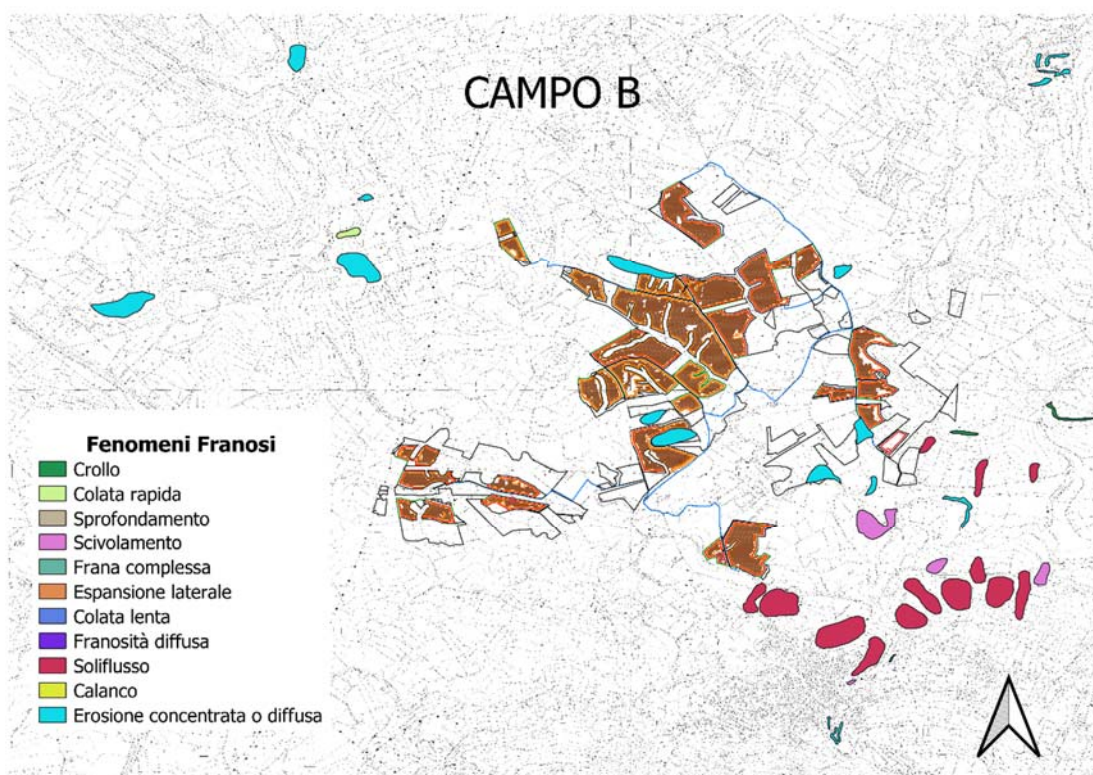 CAMPO B
Fenomeni Franosi
Crollo
Colata rapida
Sprofondamento
Scivolamento
Frana complessa
Espansione laterale
Colata lenta
Franosità diffusa
Soliflusso
Calanco
Erosione concentrata o diffusa